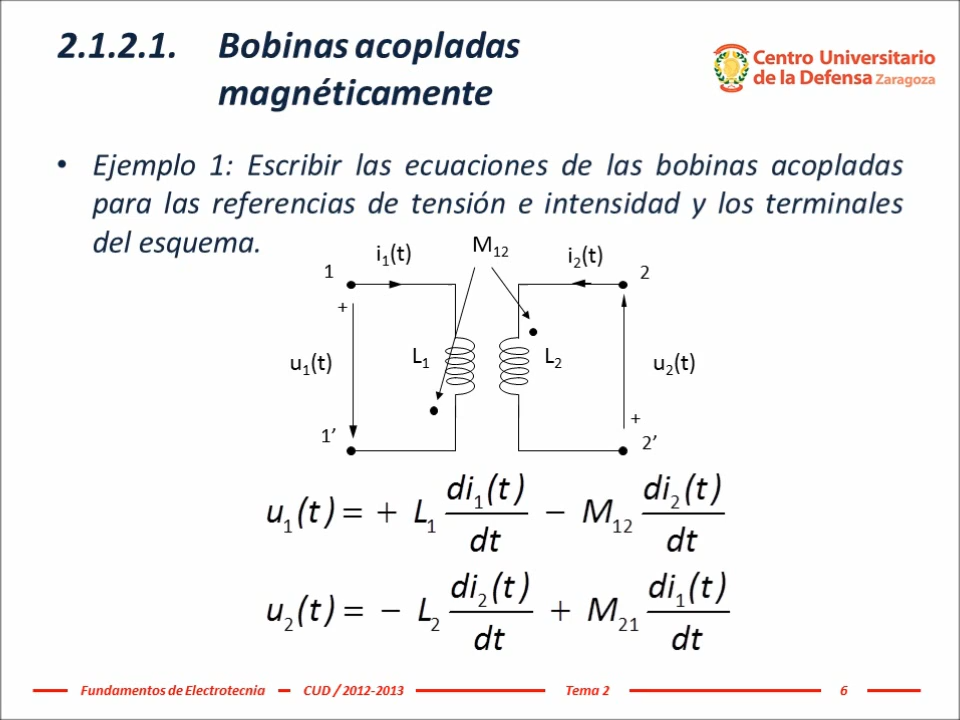 2.1.2.1. Bobinas acopladas
magnéticamente
Centro Universitario
de la Defensa Zaragoza
• Ejemplo 1: Escribir las ecuaciones de las bobinas acopladas
para las referencias de tensión e intensidad y los terminales
del esquema.
i₁(t) M₁₂ i₂(t)
1 2
+
u₁(t) L₁ L₂ u₂(t)
+
1’ 2’
u₁(t) = + L₁ di₁(t)/dt − M₁₂ di₂(t)/dt
u₂(t) = − L₂ di₂(t)/dt + M₂₁ di₁(t)/dt
Fundamentos de Electrotecnia CUD / 2012-2013 Tema 2 6